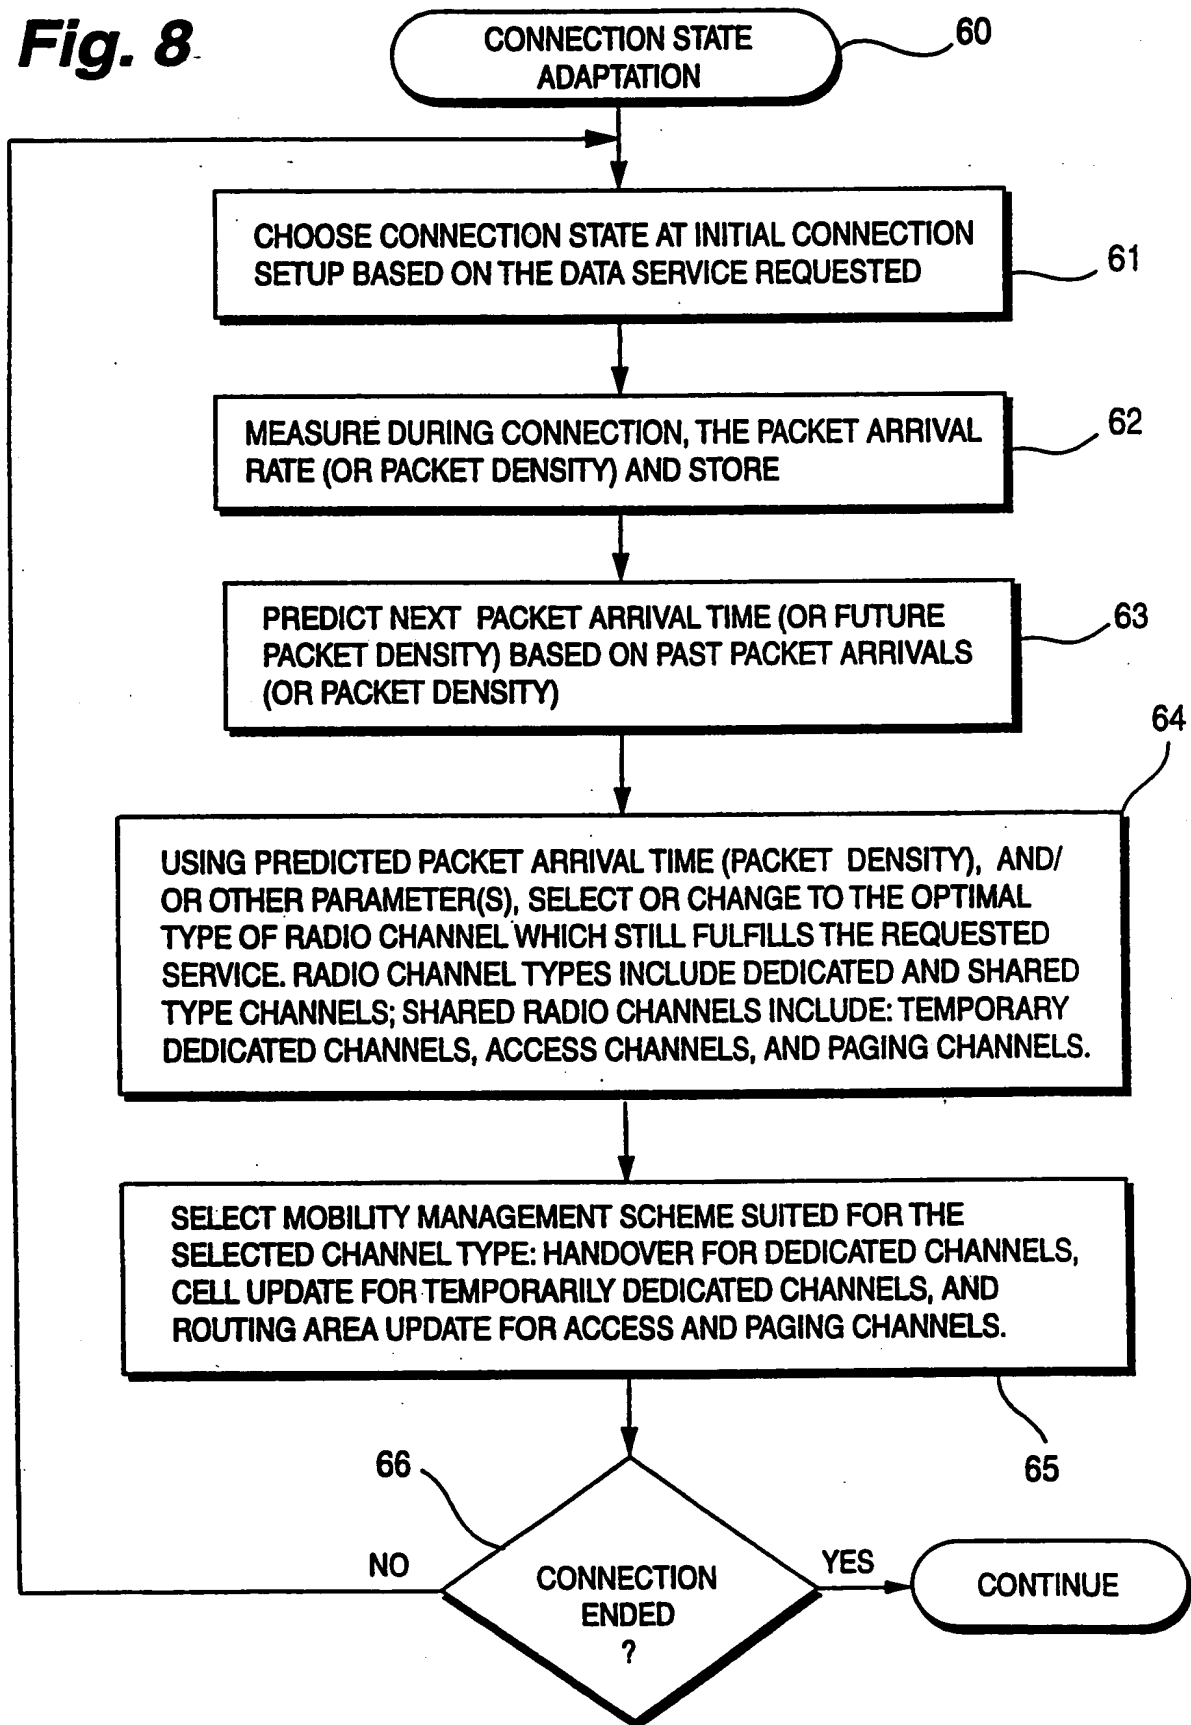 Fig. 8
CONNECTION STATE
ADAPTATION
60
CHOOSE CONNECTION STATE AT INITIAL CONNECTION
SETUP BASED ON THE DATA SERVICE REQUESTED
61
MEASURE DURING CONNECTION, THE PACKET ARRIVAL
RATE (OR PACKET DENSITY) AND STORE
62
PREDICT NEXT PACKET ARRIVAL TIME (OR FUTURE
PACKET DENSITY) BASED ON PAST PACKET ARRIVALS
(OR PACKET DENSITY)
63
64
USING PREDICTED PACKET ARRIVAL TIME (PACKET DENSITY), AND/
OR OTHER PARAMETER(S), SELECT OR CHANGE TO THE OPTIMAL
TYPE OF RADIO CHANNEL WHICH STILL FULFILLS THE REQUESTED
SERVICE. RADIO CHANNEL TYPES INCLUDE DEDICATED AND SHARED
TYPE CHANNELS; SHARED RADIO CHANNELS INCLUDE: TEMPORARY
DEDICATED CHANNELS, ACCESS CHANNELS, AND PAGING CHANNELS.
SELECT MOBILITY MANAGEMENT SCHEME SUITED FOR THE
SELECTED CHANNEL TYPE: HANDOVER FOR DEDICATED CHANNELS,
CELL UPDATE FOR TEMPORARILY DEDICATED CHANNELS, AND
ROUTING AREA UPDATE FOR ACCESS AND PAGING CHANNELS.
65
66
NO
CONNECTION
ENDED
?
YES
CONTINUE